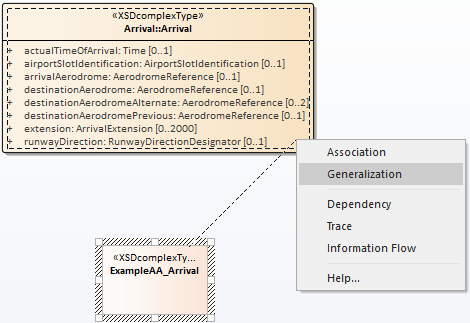 «XSDcomplexType»
Arrival::Arrival
+ actualTimeOfArrival: Time [0..1]
+ airportSlotIdentification: AirportSlotIdentification [0..1]
+ arrivalAerodrome: AerodromeReference [0..1]
+ destinationAerodrome: AerodromeReference [0..1]
+ destinationAerodromeAlternate: AerodromeReference [0..2]
+ destinationAerodromePrevious: AerodromeReference [0..1]
+ extension: ArrivalExtension [0..2000]
+ runwayDirection: RunwayDirectionDesignator [0..1]
Association
Generalization
Dependency
Trace
Information Flow
Help...
«XSDcomplexTy...
ExampleAA_Arrival